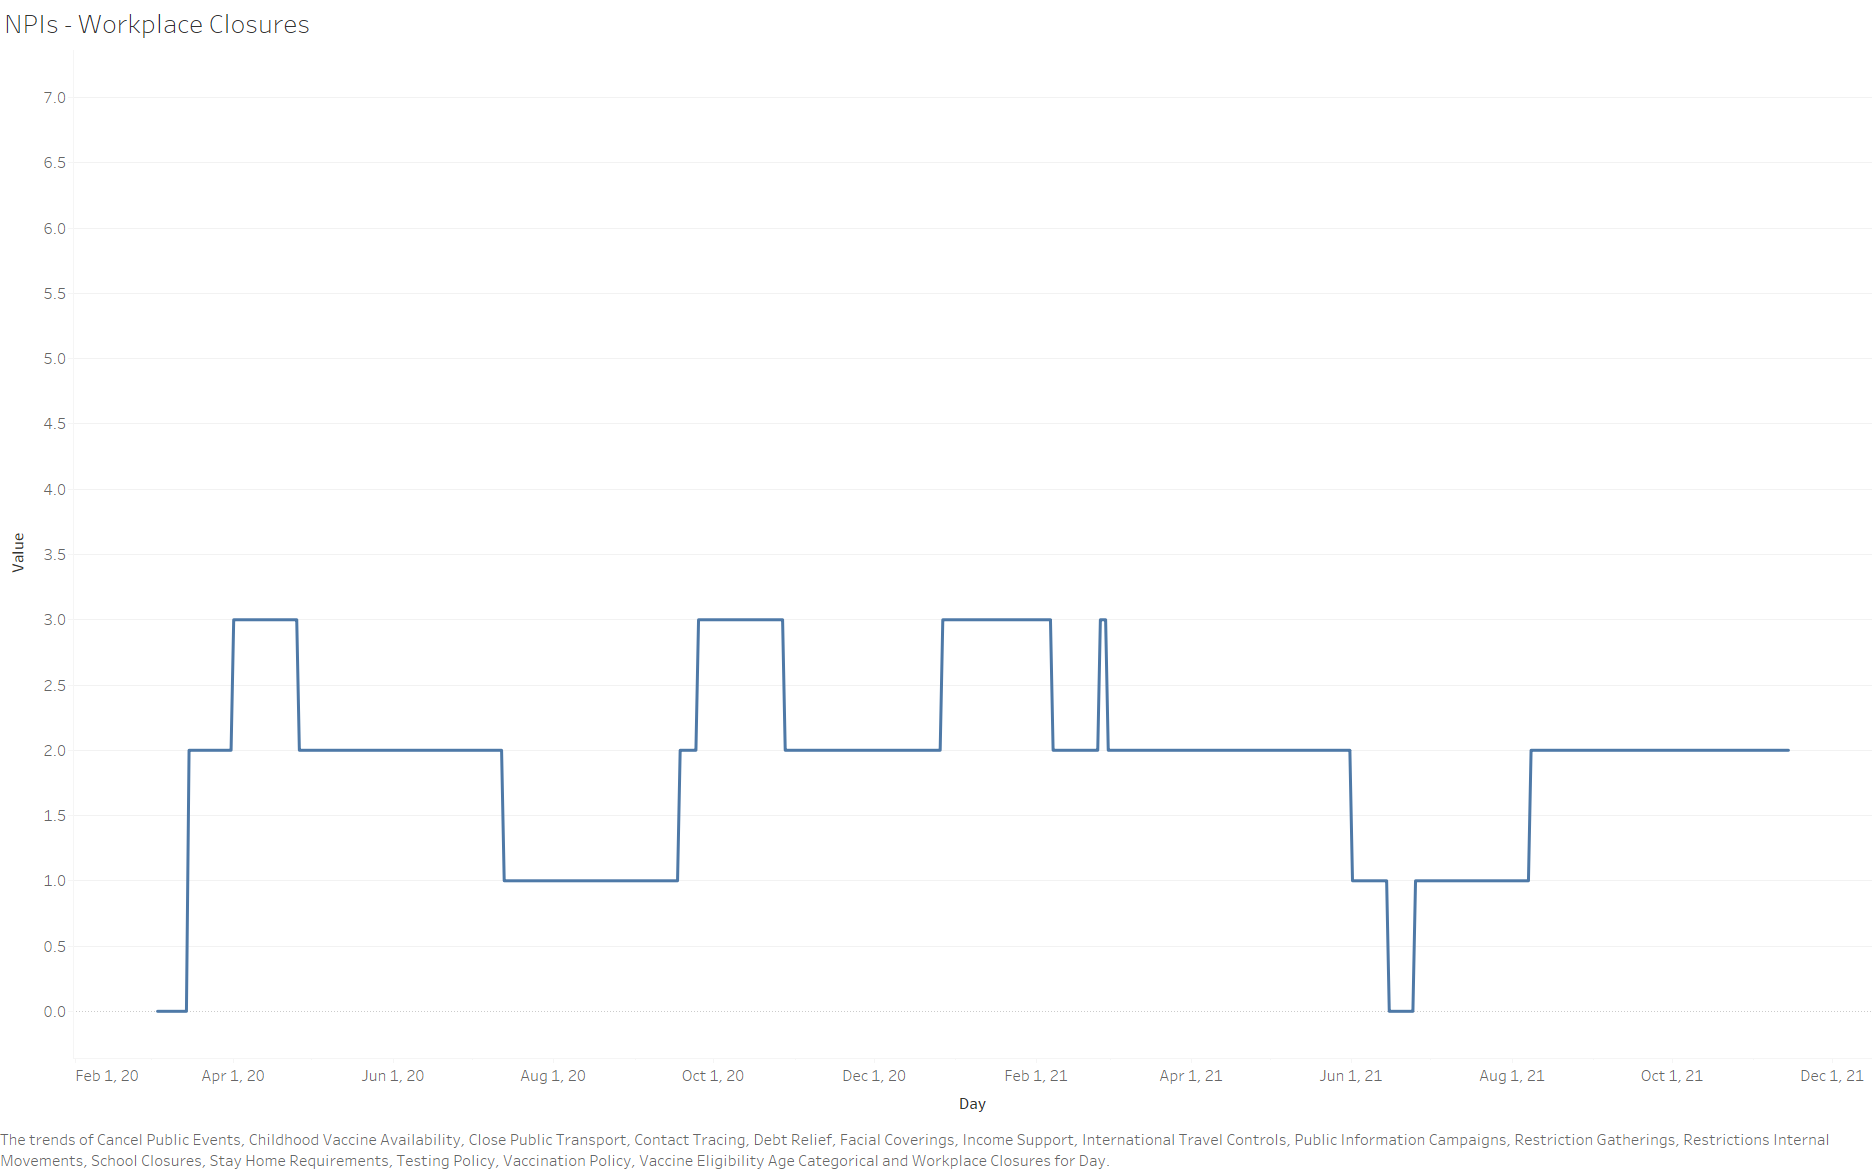 NPIs - Workplace Closures
7.0
6.5
6.0
5.5
5.0
4.5
4.0
3.5
3.0
2.5
2.0
1.5
1.0
0.5
0.0
Value
Feb 1, 20 Apr 1, 20 Jun 1, 20 Aug 1, 20 Oct 1, 20 Dec 1, 20 Feb 1, 21 Apr 1, 21 Jun 1, 21 Aug 1, 21 Oct 1, 21 Dec 1, 21
Day
The trends of Cancel Public Events, Childhood Vaccine Availability, Close Public Transport, Contact Tracing, Debt Relief, Facial Coverings, Income Support, International Travel Controls, Public Information Campaigns, Restriction Gatherings, Restrictions Internal
Movements, School Closures, Stay Home Requirements, Testing Policy, Vaccination Policy, Vaccine Eligibility Age Categorical and Workplace Closures for Day.